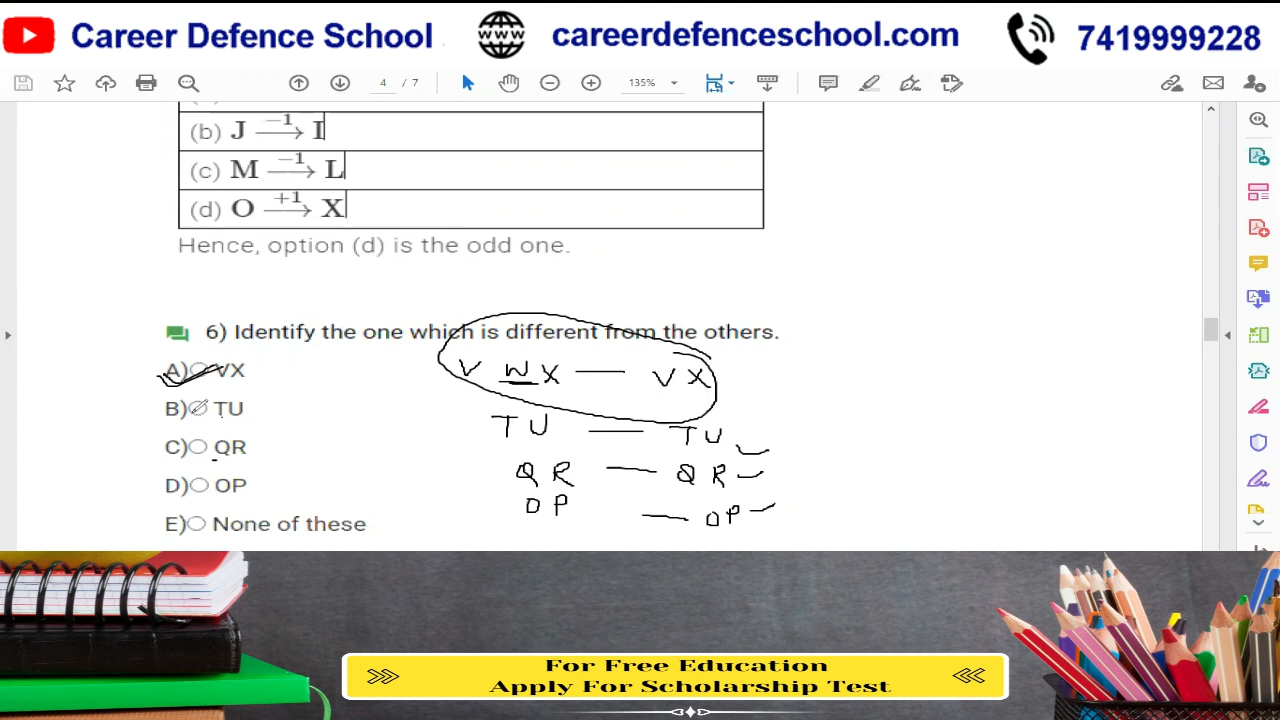 Career Defence School
www
careerdefenceschool.com
7419999228
4 / 7
135%
(b) J −1 I
(c) M −1 L
(d) O +1 X
Hence, option (d) is the odd one.
6) Identify the one which is different from the others.
A) VX
V W X — V X
B) TU
T U — T U
C) QR
Q R — Q R
D) OP
O P — O P
E) None of these
For Free Education
Apply For Scholarship Test